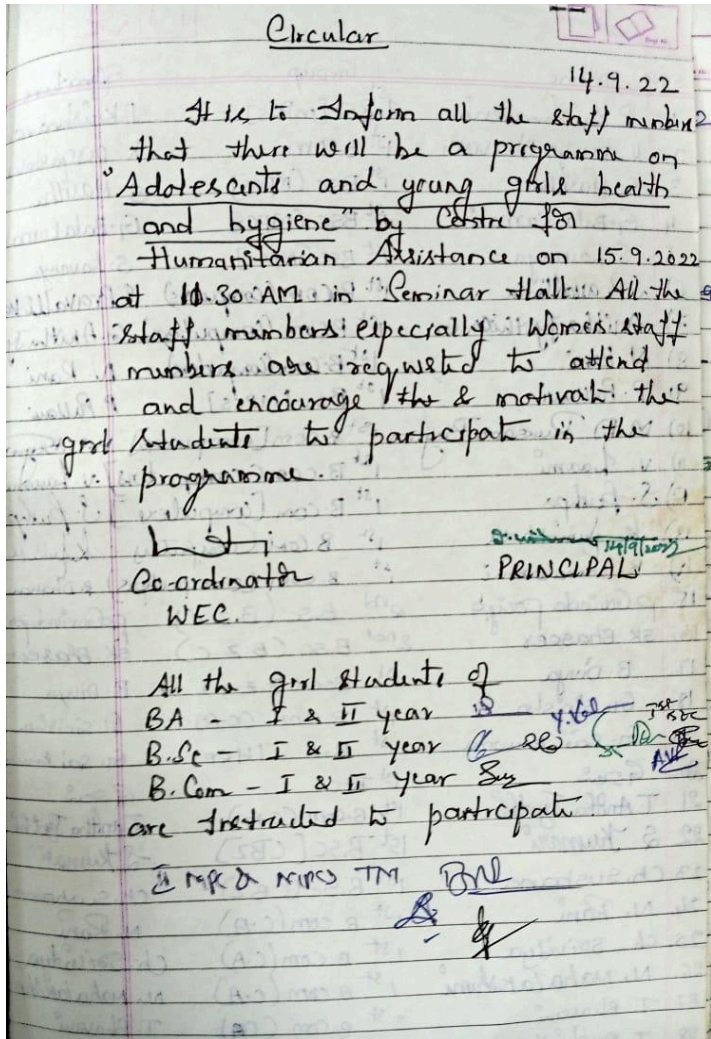 Circular
14.9.22
It is to Inform all the staff members
that there will be a programme on
"Adolescents and young girls health
and hygiene" by Centre for
Humanitarian Assistance on 15.9.2022
at 10.30 AM in Seminar Hall. All the
staff members especially Women staff
members are requested to attend
and encourage the & motivate the
girl students to participate in the
programme.
14/9/2022
Co-ordinator PRINCIPAL
WEC.
All the girl students of
BA - I & II year
B.Sc - I & II year
B.Com - I & II year
are Instructed to participate